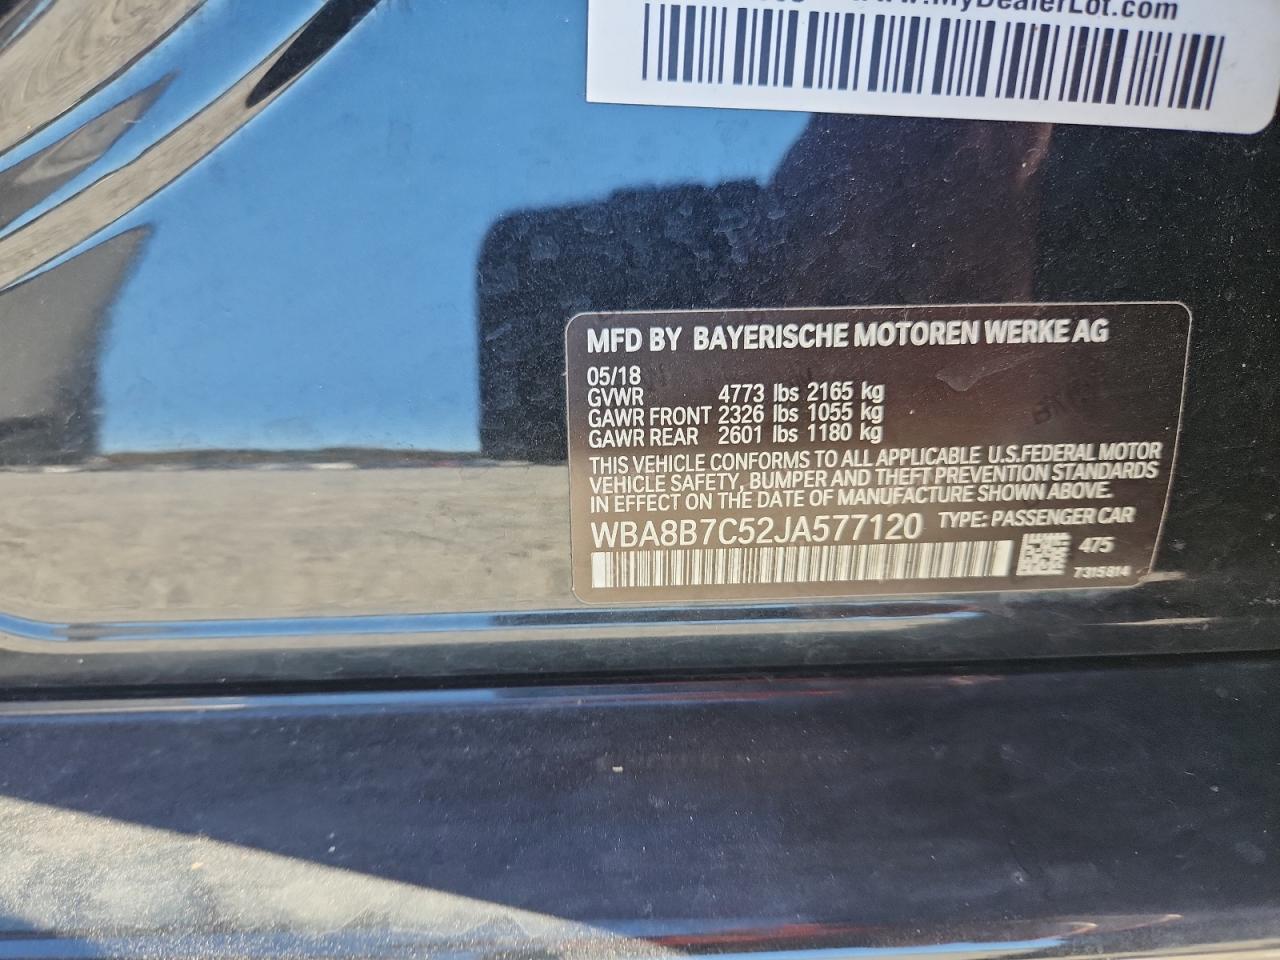 www.MyDealerLot.com
MFD BY BAYERISCHE MOTOREN WERKE AG
05/18
GVWR 4773 lbs 2165 kg
GAWR FRONT 2326 lbs 1055 kg
GAWR REAR 2601 lbs 1180 kg
THIS VEHICLE CONFORMS TO ALL APPLICABLE U.S.FEDERAL MOTOR
VEHICLE SAFETY, BUMPER AND THEFT PREVENTION STANDARDS
IN EFFECT ON THE DATE OF MANUFACTURE SHOWN ABOVE.
WBA8B7C52JA577120 TYPE: PASSENGER CAR
475
7315814